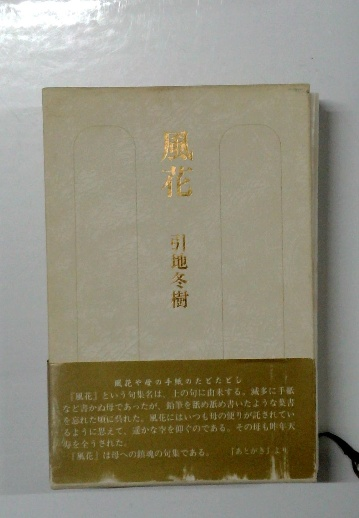 風花
引地冬樹
風花や母の手紙のたどたどし
『風花』という句集名は、上の句に由来する。滅多に手紙
など書かぬ母であったが、鉛筆を舐め舐め書いたような葉書
を忘れた頃に呉れた。風花にはいつも母の便りが託されてい
るように思えて、遥かな空を仰ぐのである。その母も昨年天
寿を全うされた。
『風花』は母への鎮魂の句集である。
「あとがき」より